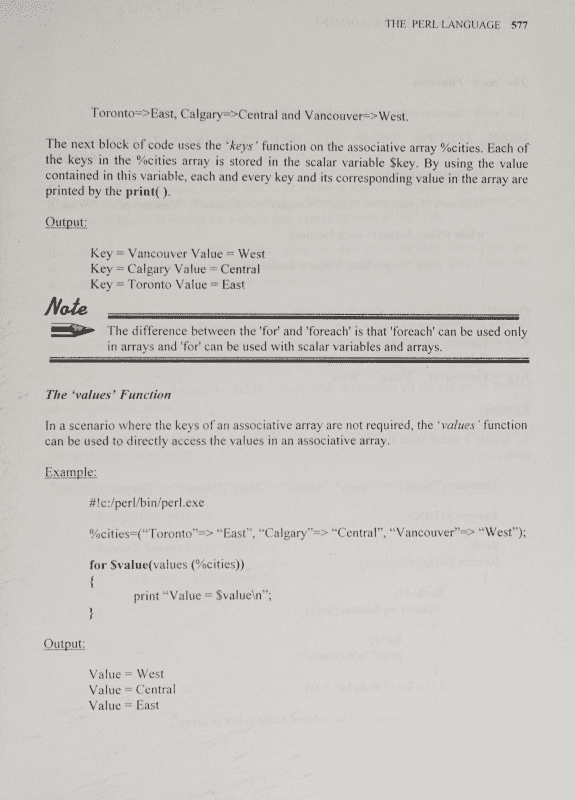 THE PERL LANGUAGE 577
Toronto=>East, Calgary=>Central and Vancouver=>West.
The next block of code uses the 'keys' function on the associative array %cities. Each of
the keys in the %cities array is stored in the scalar variable $key. By using the value
contained in this variable, each and every key and its corresponding value in the array are
printed by the print( ).
Output:
Key = Vancouver Value = West
Key = Calgary Value = Central
Key = Toronto Value = East
Note
The difference between the 'for' and 'foreach' is that 'foreach' can be used only
in arrays and 'for' can be used with scalar variables and arrays.
The 'values' Function
In a scenario where the keys of an associative array are not required, the 'values' function
can be used to directly access the values in an associative array.
Example:
#!c:/perl/bin/perl.exe
%cities=("Toronto"=> "East", "Calgary"=> "Central", "Vancouver"=> "West");
for $value(values (%cities))
{
print "Value = $value\n";
}
Output:
Value = West
Value = Central
Value = East